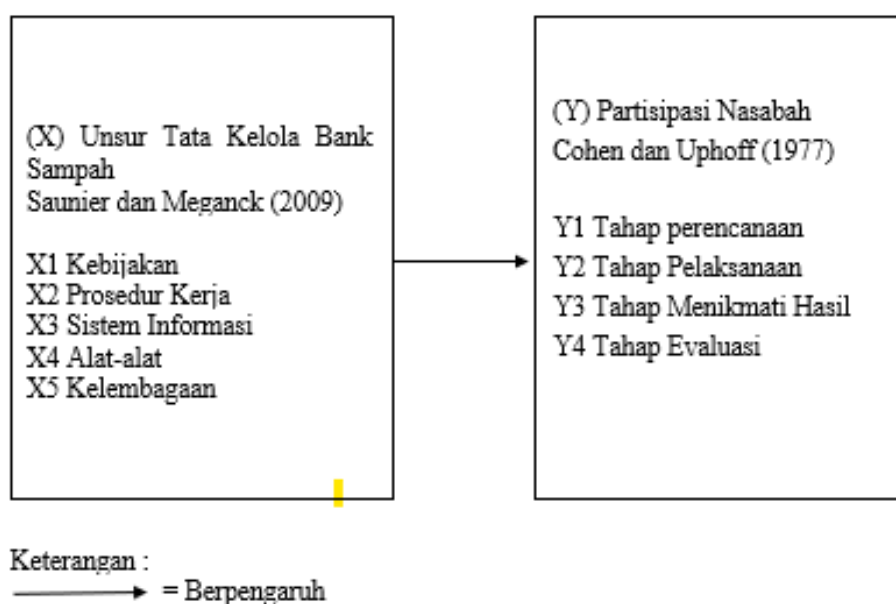 (X) Unsur Tata Kelola Bank
Sampah
Saunier dan Meganck (2009)
X1 Kebijakan
X2 Prosedur Kerja
X3 Sistem Informasi
X4 Alat-alat
X5 Kelembagaan
(Y) Partisipasi Nasabah
Cohen dan Uphoff (1977)
Y1 Tahap perencanaan
Y2 Tahap Pelaksanaan
Y3 Tahap Menikmati Hasil
Y4 Tahap Evaluasi
Keterangan :
= Berpengaruh